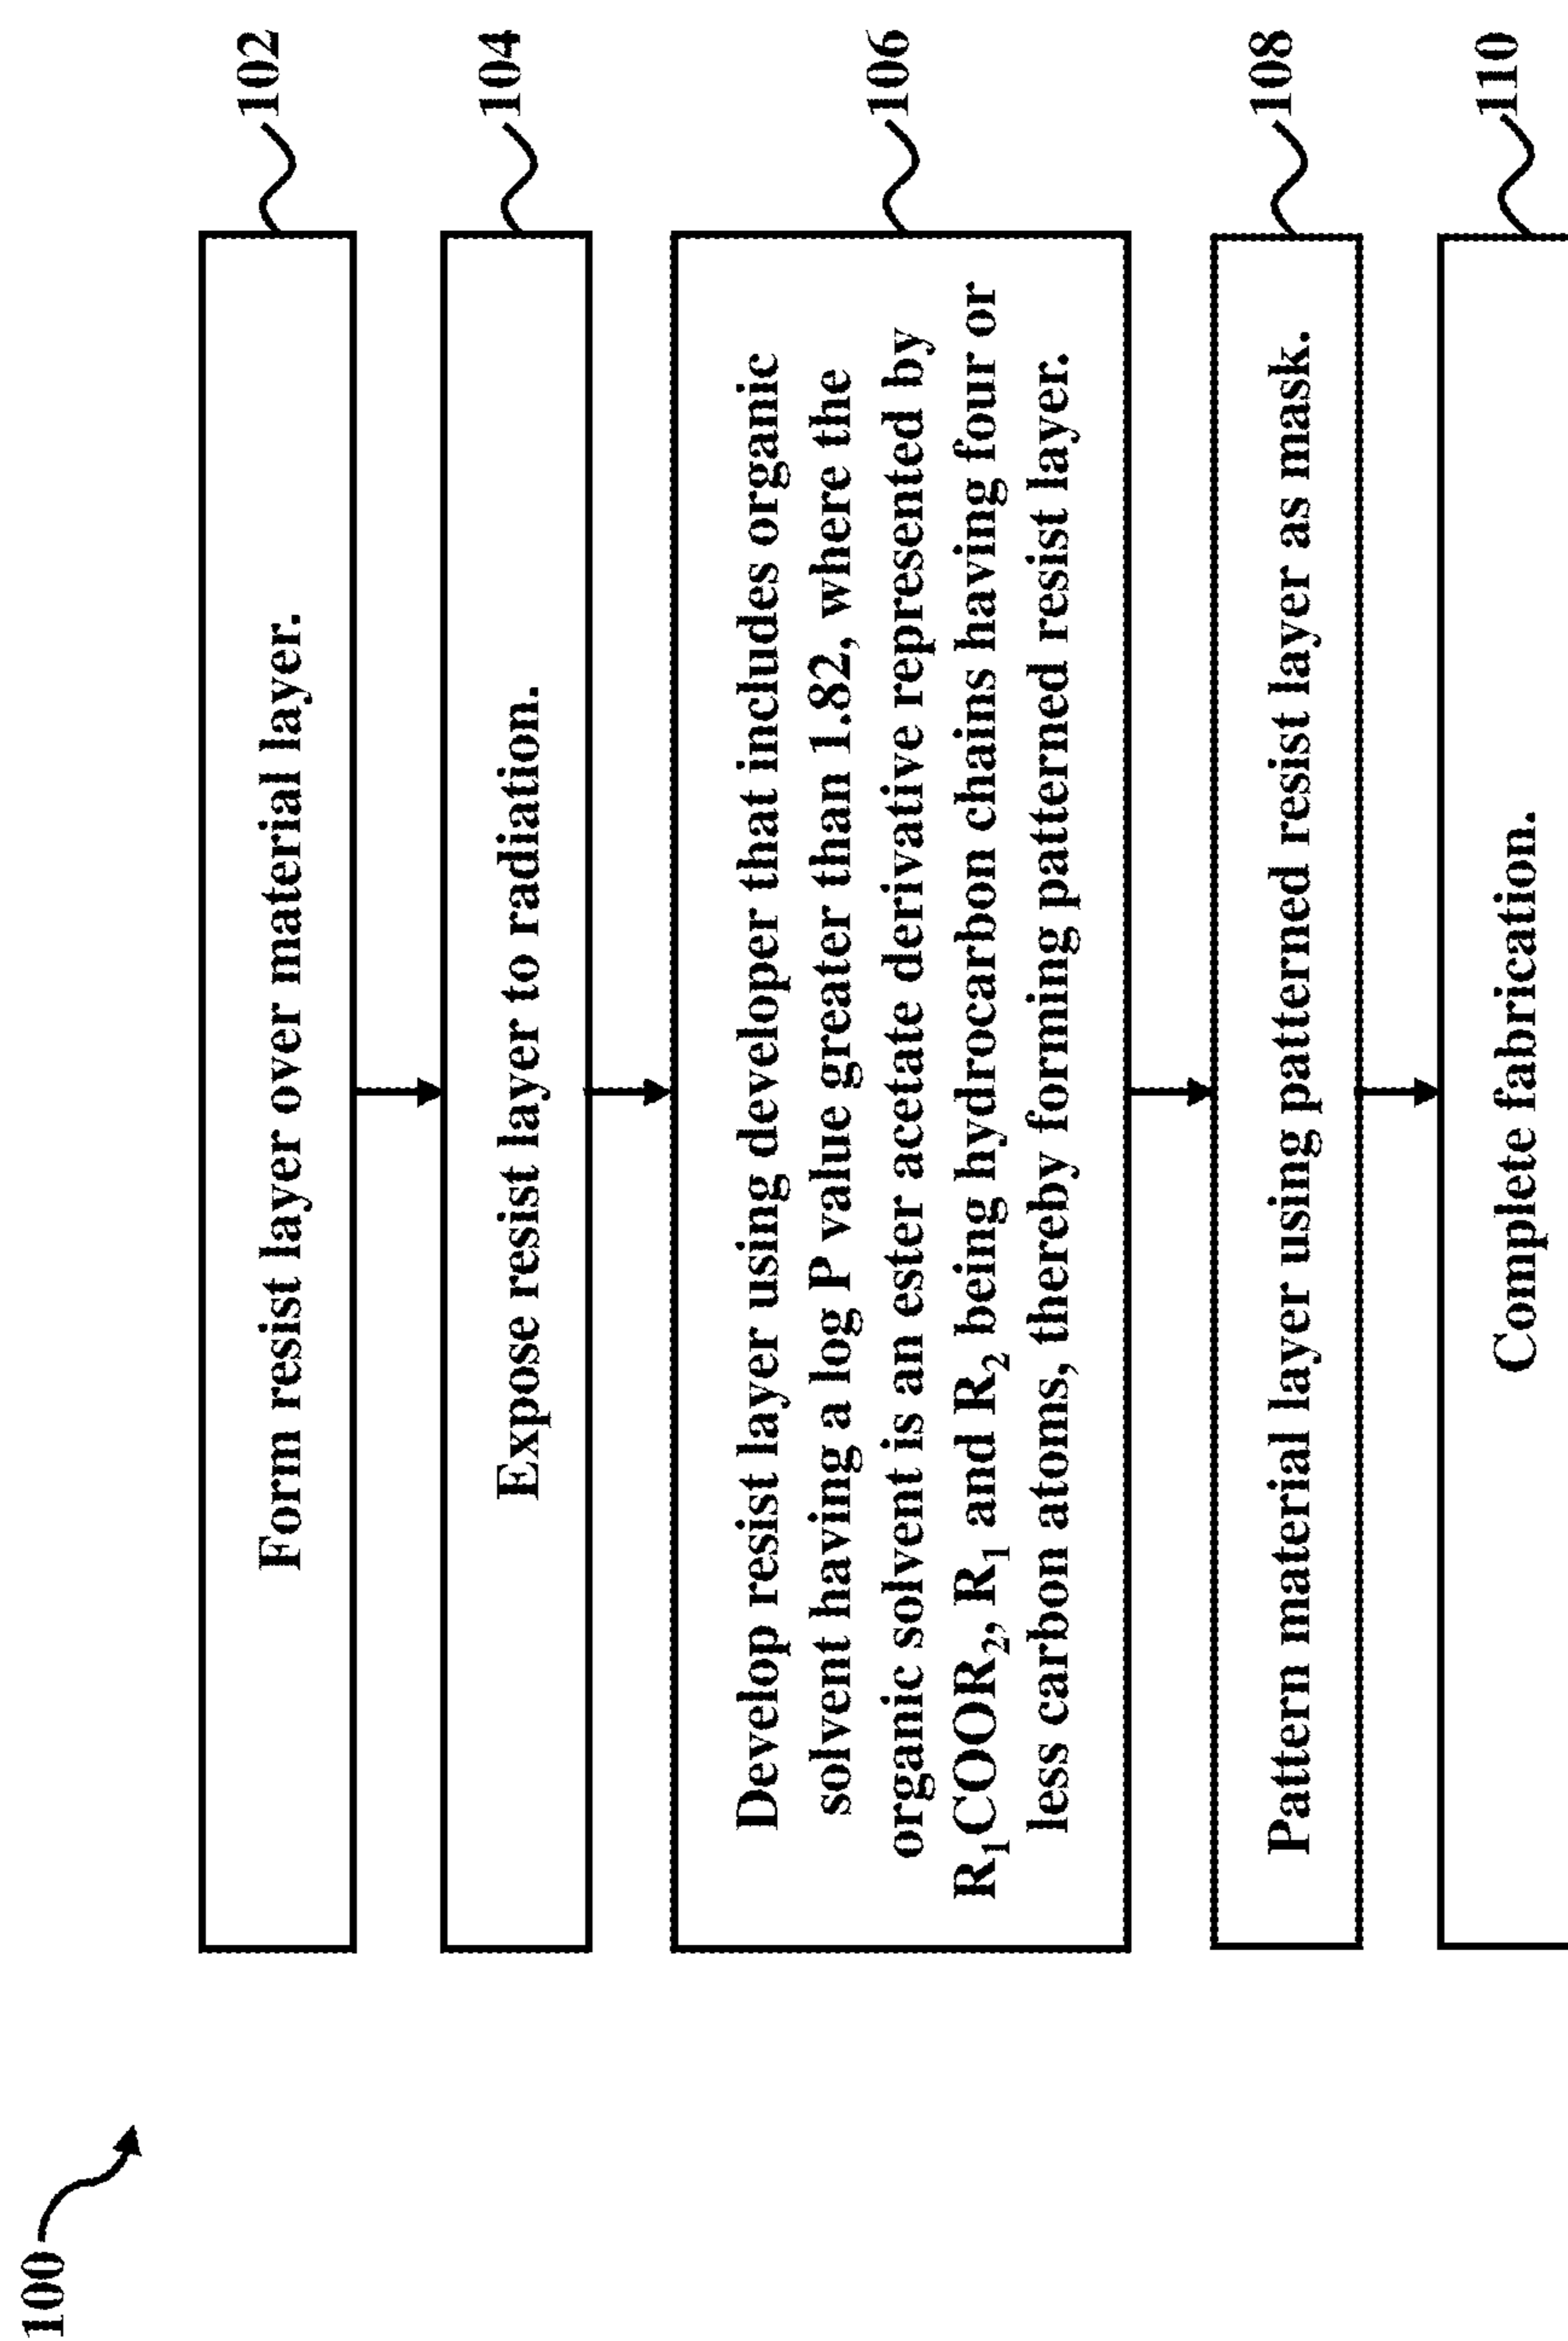 100
Form resist layer over material layer.
102
Expose resist layer to radiation.
104
Develop resist layer using developer that includes organic
solvent having a log P value greater than 1.82, where the
organic solvent is an ester acetate derivative represented by
R₁COOR₂, R₁ and R₂ being hydrocarbon chains having four or
less carbon atoms, thereby forming patterned resist layer.
106
Pattern material layer using patterned resist layer as mask.
108
Complete fabrication.
110